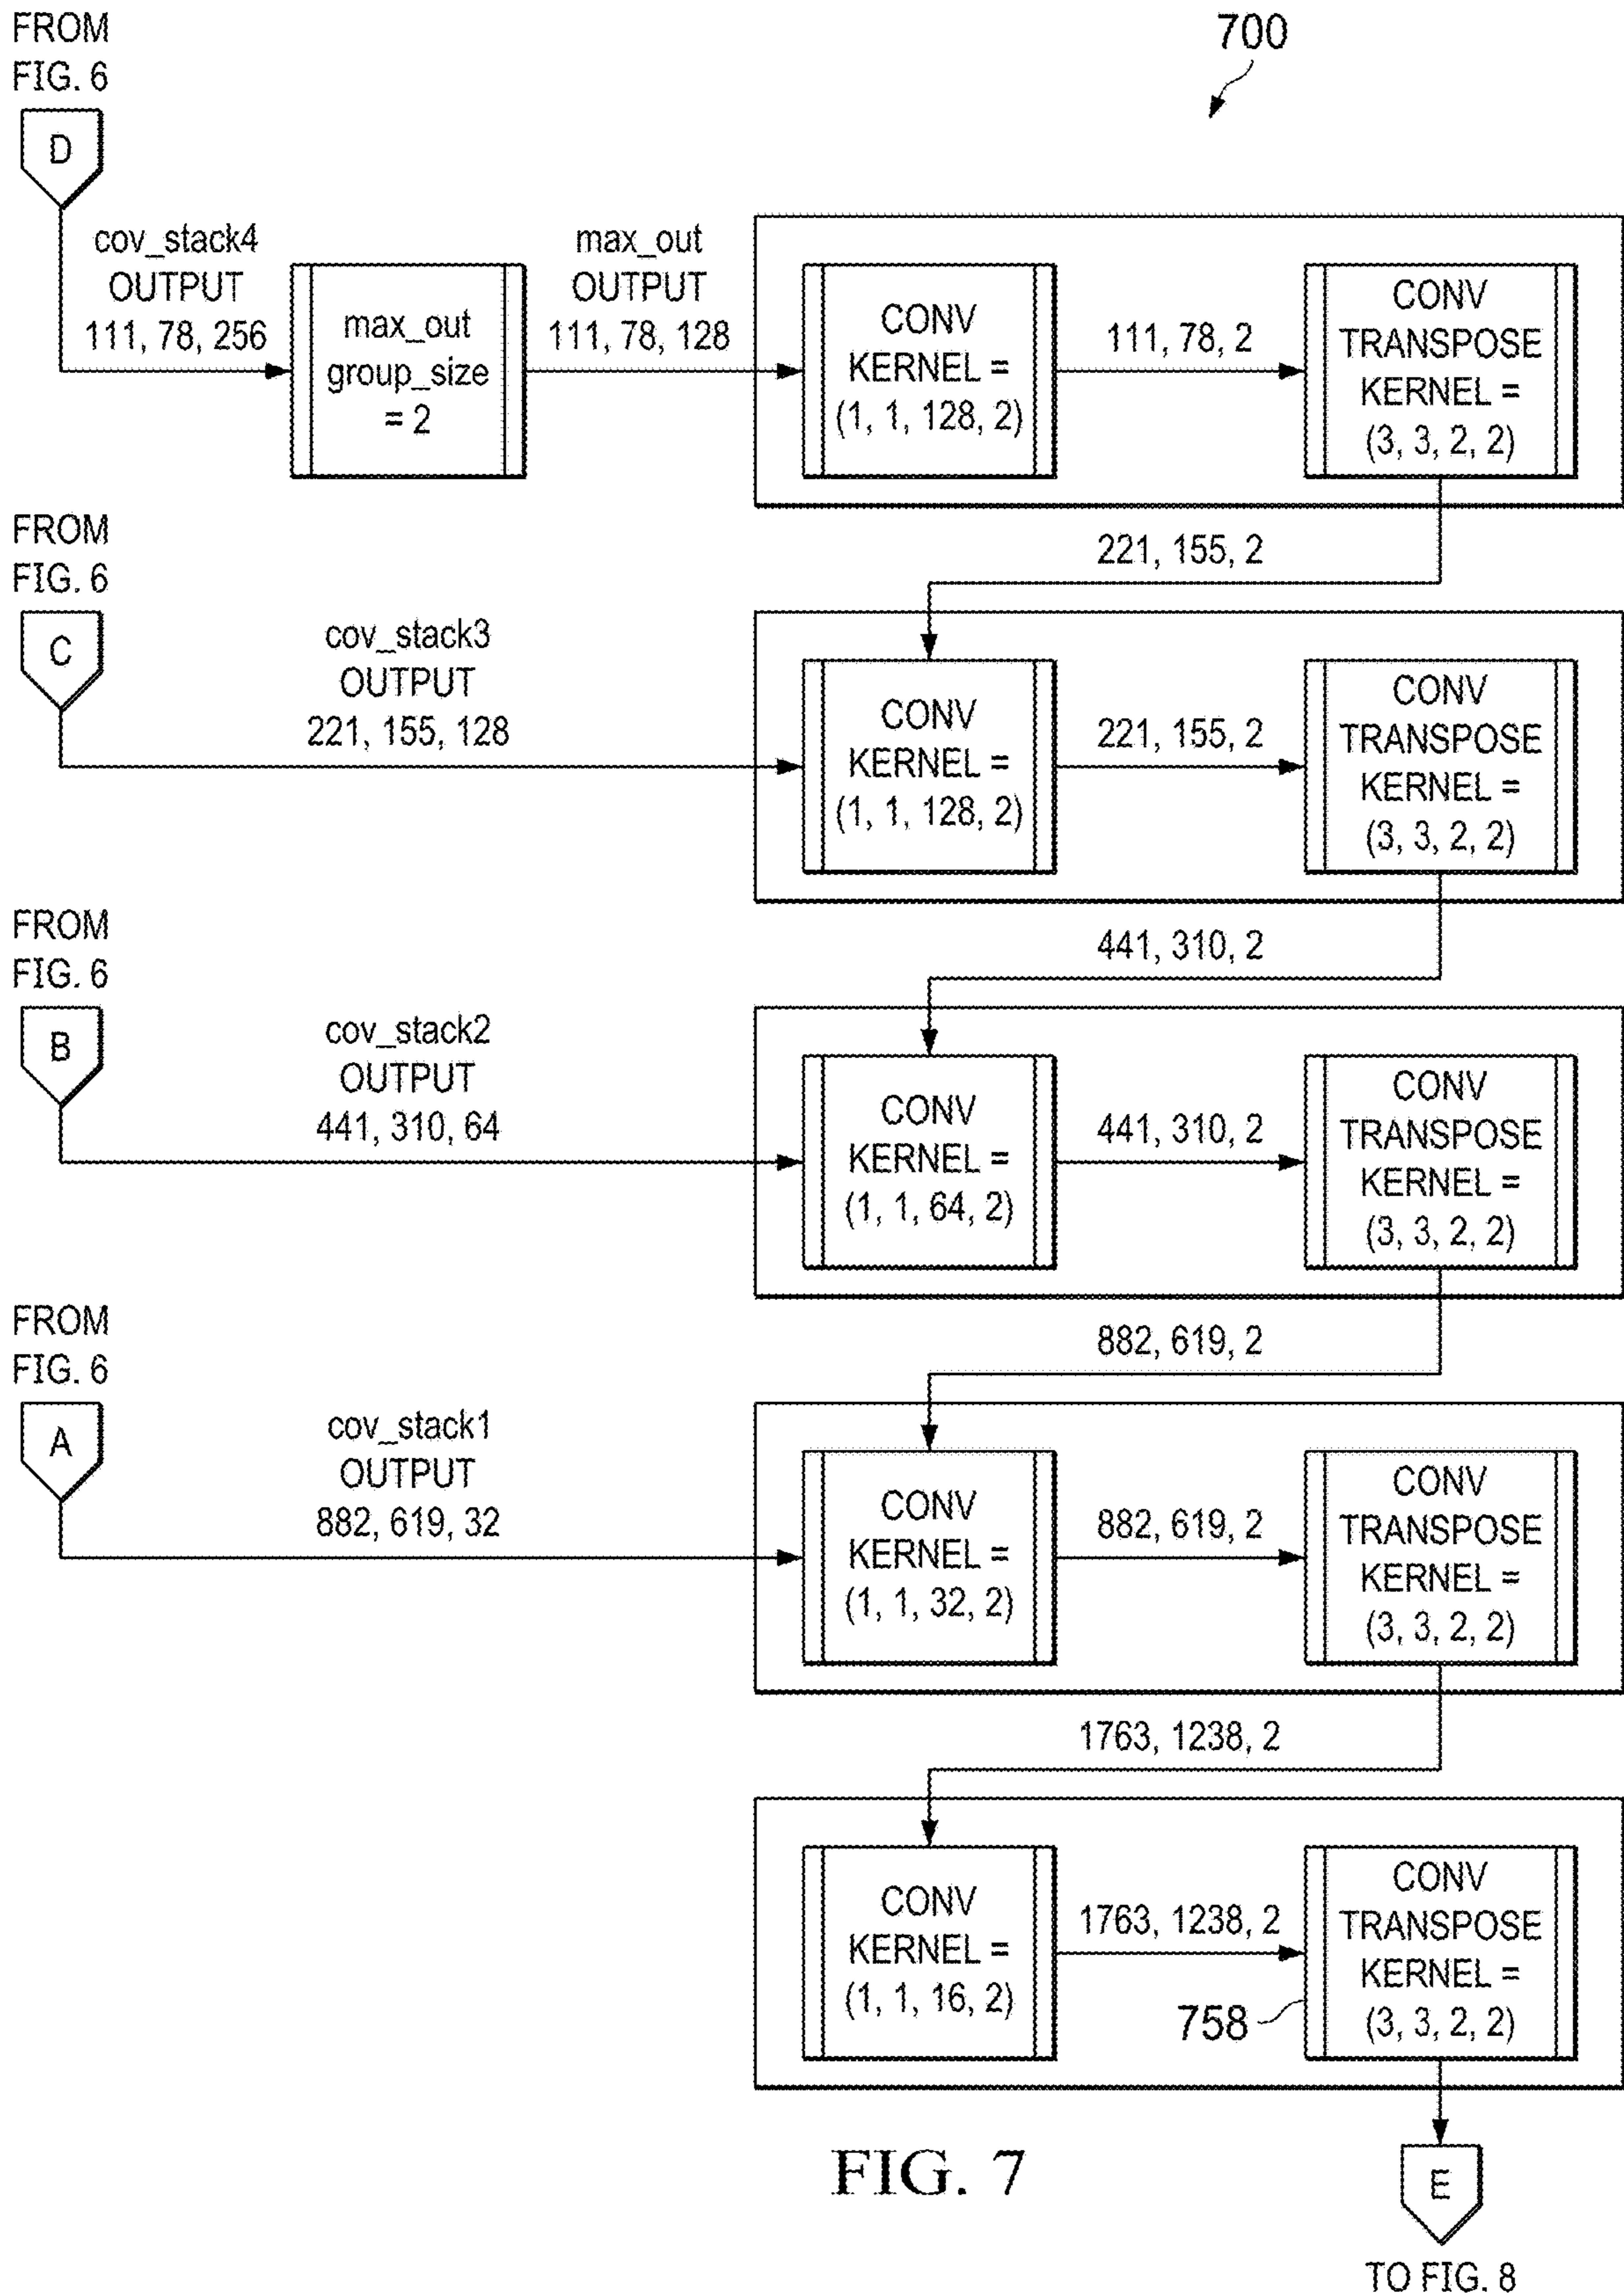 700
FROM
FIG. 6
D
cov_stack4
OUTPUT
111, 78, 256
max_out
group_size
= 2
max_out
OUTPUT
111, 78, 128
CONV
KERNEL =
(1, 1, 128, 2)
111, 78, 2
CONV
TRANSPOSE
KERNEL =
(3, 3, 2, 2)
221, 155, 2
FROM
FIG. 6
C
cov_stack3
OUTPUT
221, 155, 128
CONV
KERNEL =
(1, 1, 128, 2)
221, 155, 2
CONV
TRANSPOSE
KERNEL =
(3, 3, 2, 2)
441, 310, 2
FROM
FIG. 6
B
cov_stack2
OUTPUT
441, 310, 64
CONV
KERNEL =
(1, 1, 64, 2)
441, 310, 2
CONV
TRANSPOSE
KERNEL =
(3, 3, 2, 2)
882, 619, 2
FROM
FIG. 6
A
cov_stack1
OUTPUT
882, 619, 32
CONV
KERNEL =
(1, 1, 32, 2)
882, 619, 2
CONV
TRANSPOSE
KERNEL =
(3, 3, 2, 2)
1763, 1238, 2
CONV
KERNEL =
(1, 1, 16, 2)
1763, 1238, 2
758
CONV
TRANSPOSE
KERNEL =
(3, 3, 2, 2)
E
TO FIG. 8
FIG. 7